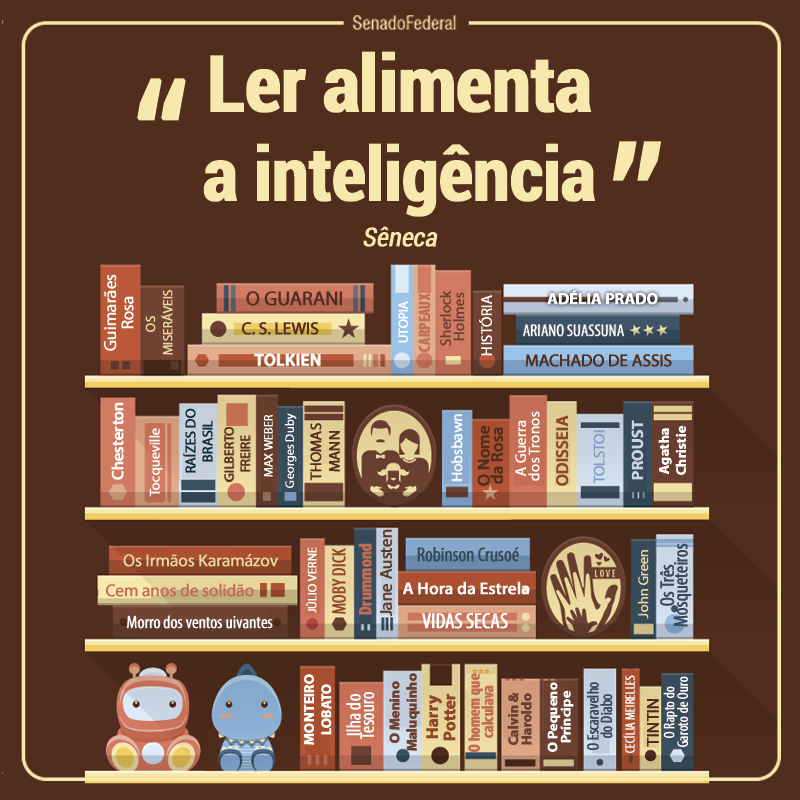 SenadoFederal
“Ler alimenta
a inteligência”
Sêneca
Guimarães
Rosa
OS
MISERÁVEIS
O GUARANI
C. S. LEWIS
TOLKIEN
UTOPIA
CARPEAUX
Sherlock
Holmes
HISTÓRIA
ADÉLIA PRADO
ARIANO SUASSUNA
MACHADO DE ASSIS
Chesterton
Tocqueville
RAÍZES DO
BRASIL
GILBERTO
FREIRE
MAX WEBER
Georges Duby
THOMAS
MANN
Hobsbawn
O Nome
da Rosa
A Guerra
dos Tronos
ODISSEIA
TOLSTOI
PROUST
Agatha
Christie
Os Irmãos Karamázov
Cem anos de solidão
Morro dos ventos uivantes
JÚLIO VERNE
MOBY DICK
Drummond
Jane Austen
Robinson Crusoé
A Hora da Estrela
VIDAS SECAS
LOVE
John Green
Os Três
Mosqueteiros
MONTEIRO
LOBATO
Ilha do
Tesouro
O Menino
Maluquinho
Harry
Potter
O homem que
calculava
Calvin &
Haroldo
O Pequeno
Príncipe
O Escaravelho
do Diabo
CECÍLIA MEIRELLES
TINTIN
O Rapto do
Garoto de Ouro